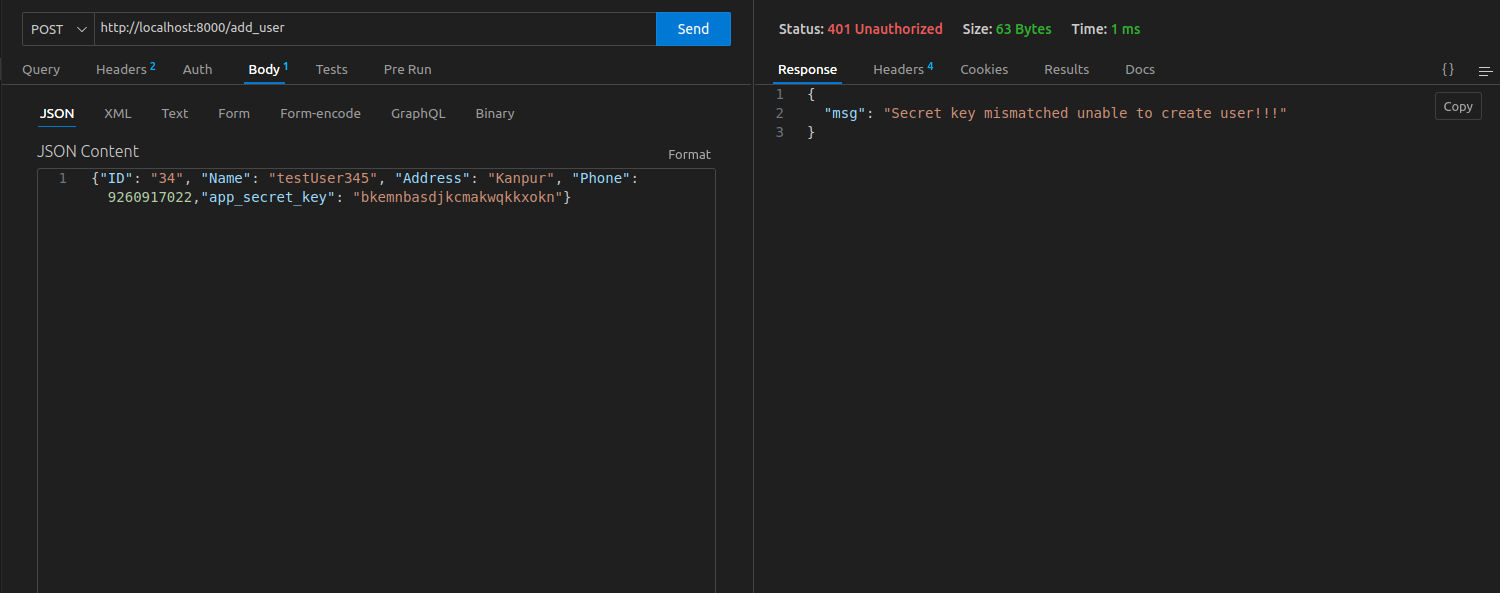 POST http://localhost:8000/add_user Send
Query Headers 2 Auth Body 1 Tests Pre Run
JSON XML Text Form Form-encode GraphQL Binary
JSON Content
Format
1 {"ID": "34", "Name": "testUser345", "Address": "Kanpur", "Phone":
9260917022,"app_secret_key": "bkemnbasdjkcmakwqkkxokn"}
Status: 401 Unauthorized Size: 63 Bytes Time: 1 ms
Response Headers 4 Cookies Results Docs {}
1 {
Copy
2 "msg": "Secret key mismatched unable to create user!!!"
3 }